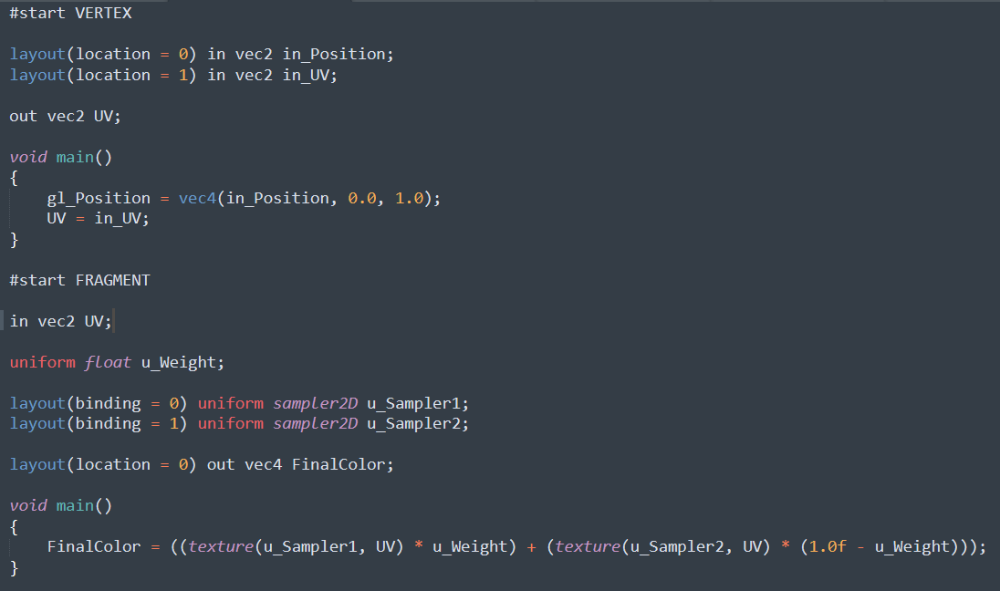 #start VERTEX
layout(location = 0) in vec2 in_Position;
layout(location = 1) in vec2 in_UV;
out vec2 UV;
void main()
{
    gl_Position = vec4(in_Position, 0.0, 1.0);
    UV = in_UV;
}
#start FRAGMENT
in vec2 UV;
uniform float u_Weight;
layout(binding = 0) uniform sampler2D u_Sampler1;
layout(binding = 1) uniform sampler2D u_Sampler2;
layout(location = 0) out vec4 FinalColor;
void main()
{
    FinalColor = ((texture(u_Sampler1, UV) * u_Weight) + (texture(u_Sampler2, UV) * (1.0f - u_Weight)));
}